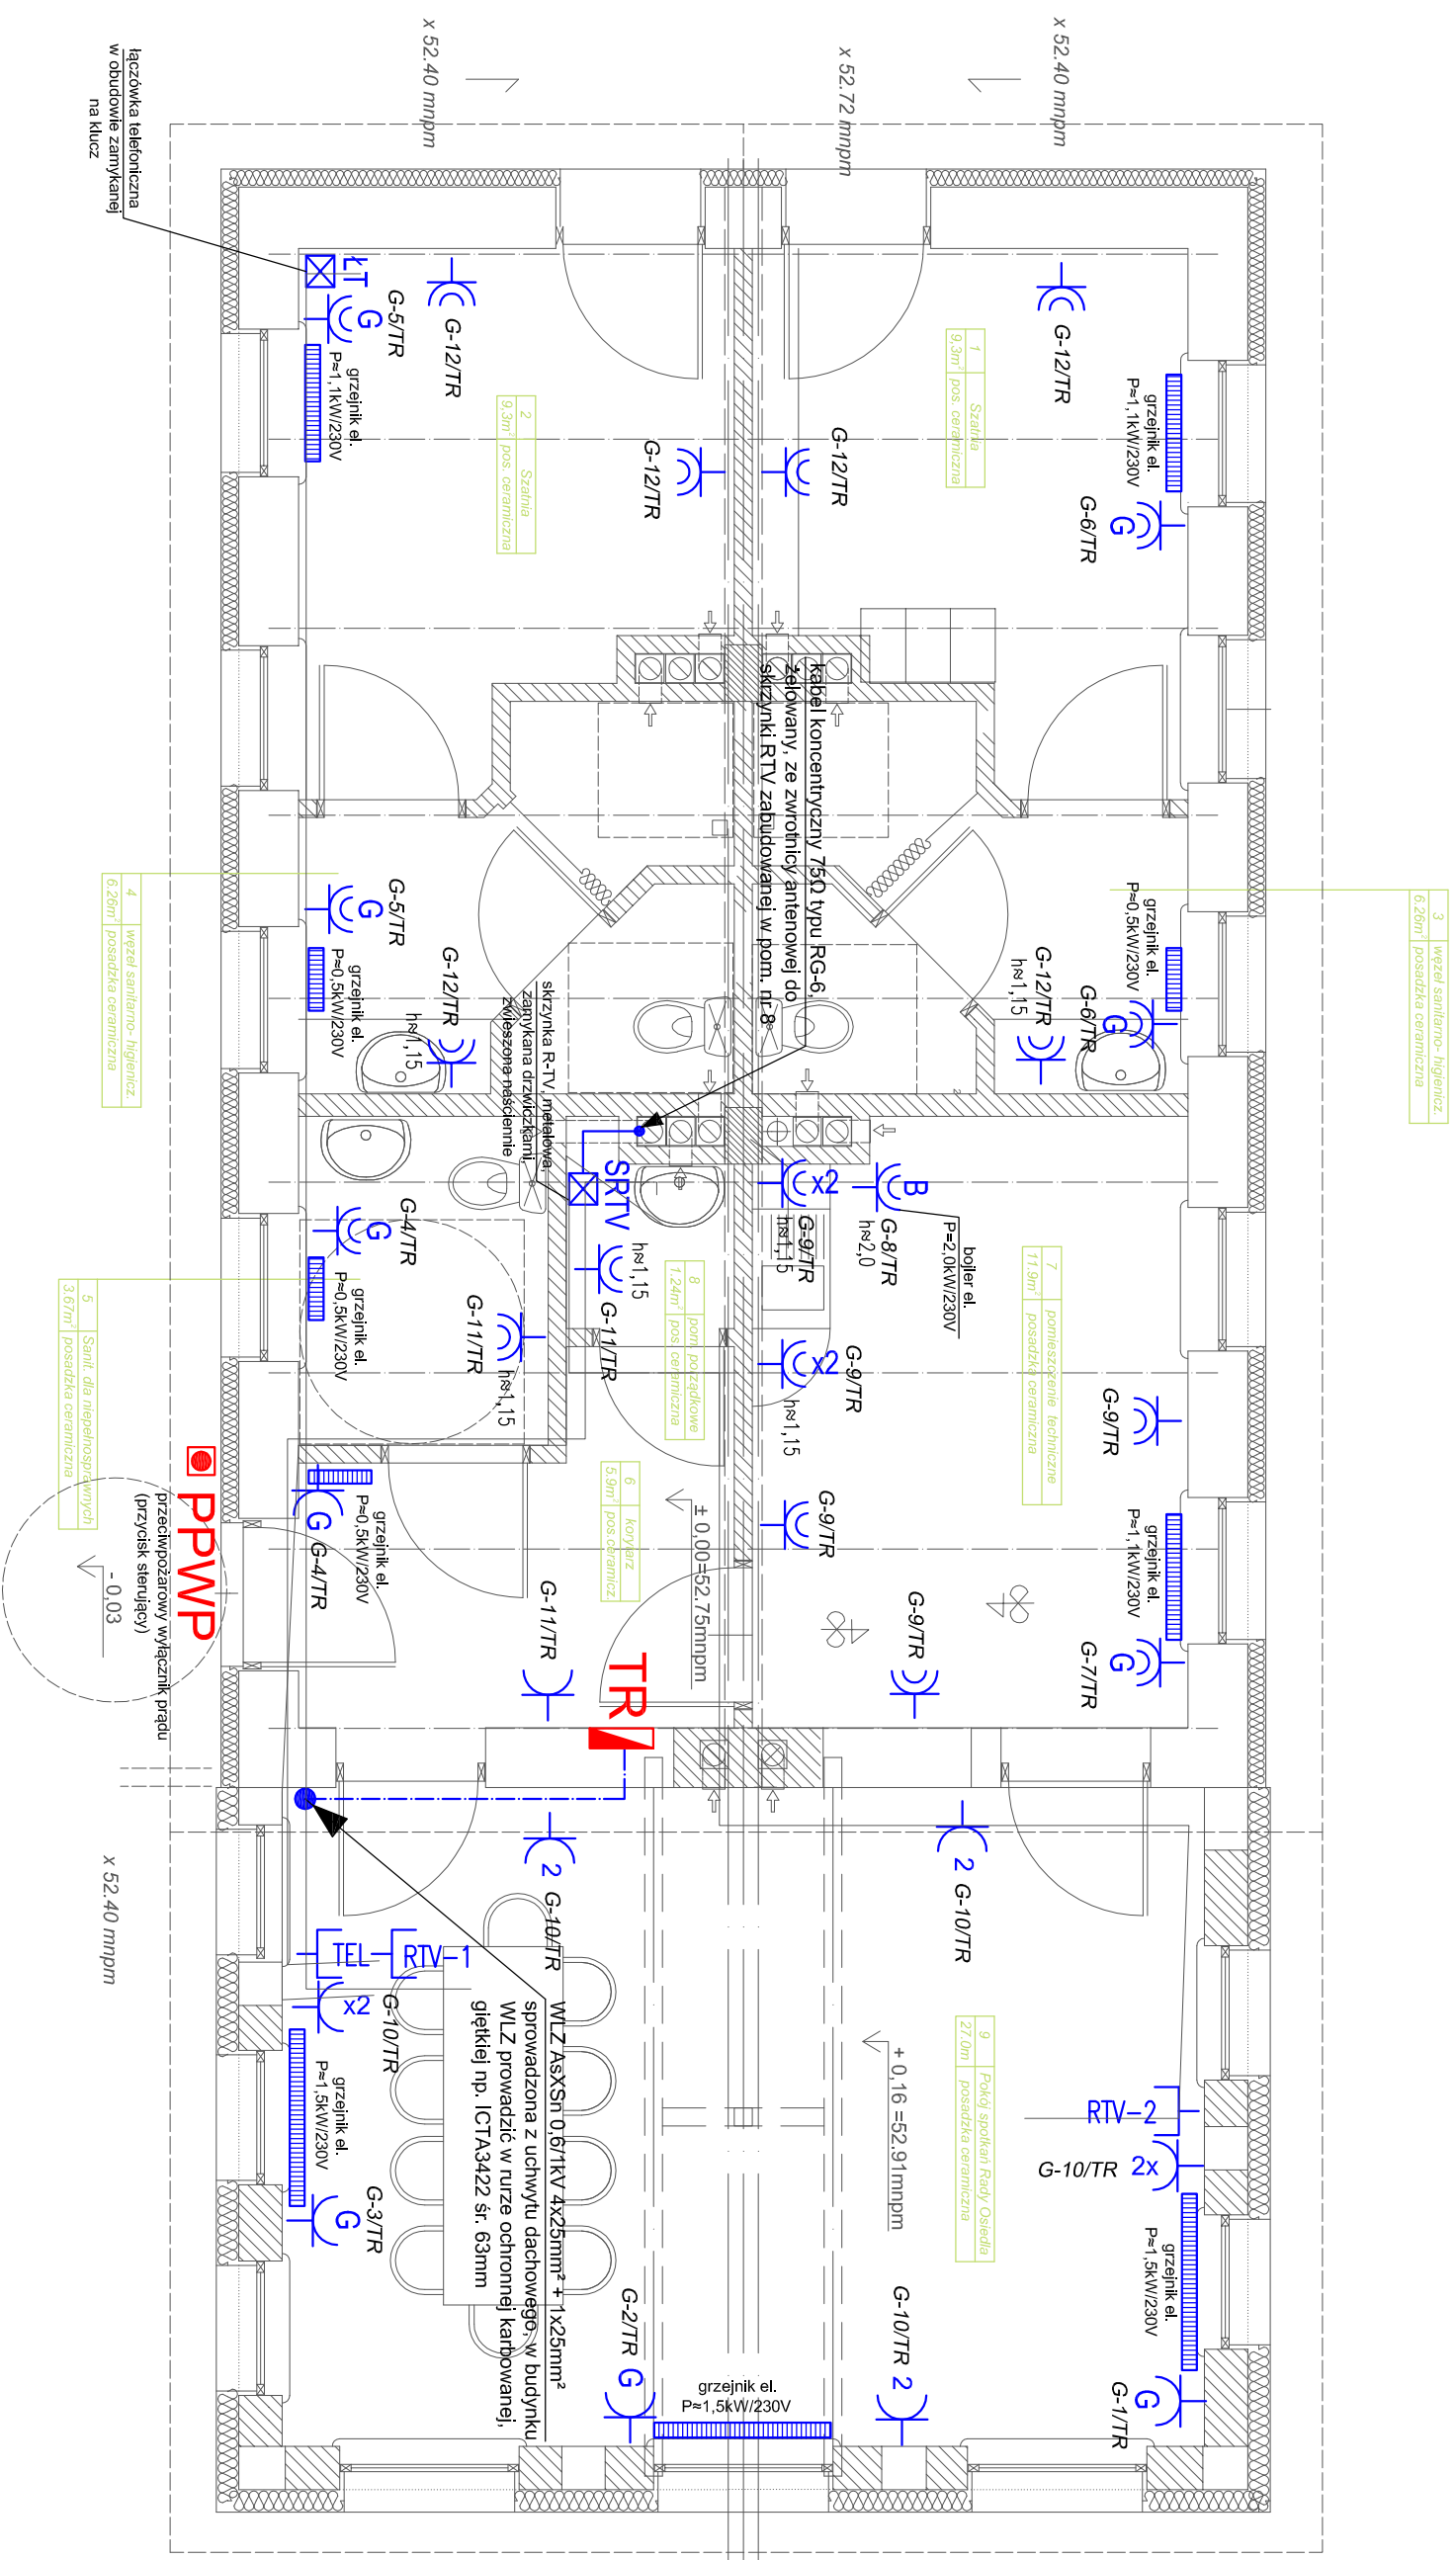 x 52.40 mnpm
x 52.72 mnpm
x 52.40 mnpm
łączówka telefoniczna
w obudowie zamykanej
na klucz
ŁT
G
G-5/TR
grzejnik el.
P≈1,1kW/230V
G-12/TR
G-12/TR
1 Szatnia
9,3m² pos. ceramiczna
grzejnik el.
P≈1,1kW/230V
G-6/TR
G
2 Szatnia
9,3m² pos. ceramiczna
G-12/TR
G-12/TR
kabel koncentryczny 75Ω typu RG-6,
żelowany, ze zwrotnicy antenowej do
skrzynki RTV zabudowanej w pom. nr 8
3 węzeł sanitarno- higienicz.
6.26m² posadzka ceramiczna
grzejnik el.
P≈0,5kW/230V
G-6/TR
G
G-12/TR
h≈1,15
4 węzeł sanitarno- higienicz.
6.26m² posadzka ceramiczna
G-5/TR
G
grzejnik el.
P≈0,5kW/230V
G-12/TR
h≈1,15
skrzynka R-TV, metalowa,
zamykana drzwiczkami,
zwieszona naściennie
SRTV
h≈1,15
G-11/TR
x2
G-9/TR
h≈1,15
B
G-8/TR
h≈2,0
bojler el.
P=2,0kW/230V
7 pomieszczenie techniczne
11.9m² posadzka ceramiczna
8 pom. porządkowe
1.24m² pos. ceramiczna
G-4/TR
G
grzejnik el.
P≈0,5kW/230V
G-11/TR
h≈1,15
5 Sanit. dla niepełnosprawnych
3.67m² posadzka ceramiczna
x2
G-9/TR
h≈1,15
G-9/TR
G-9/TR
grzejnik el.
P≈1,1kW/230V
G-7/TR
G
G-9/TR
6 korytarz
5.9m² pos.ceramicz.
± 0,00=52.75mnpm
grzejnik el.
P≈0,5kW/230V
G
G-4/TR
G-11/TR
TR
PPWP
przeciwpożarowy wyłącznik prądu
(przycisk sterujący)
- 0,03
x 52.40 mnpm
2
G-10/TR
2
G-10/TR
TEL
RTV-1
x2
G-10/TR
grzejnik el.
P≈1,5kW/230V
G-3/TR
G
WLZ AsXSn 0,6/1kV 4x25mm² + 1x25mm²
sprowadzona z uchwytu dachowego, w budynku
WLZ prowadzić w rurze ochronnej karbowanej,
giętkiej np. ICTA3422 śr. 63mm
+ 0,16 =52.91mnpm
9 Pokój spotkań Rady Osiedla
27.0m posadzka ceramiczna
RTV-2
G-10/TR
2x
grzejnik el.
P≈1,5kW/230V
G-1/TR
G
G-2/TR
G
grzejnik el.
P≈1,5kW/230V
G-10/TR
2